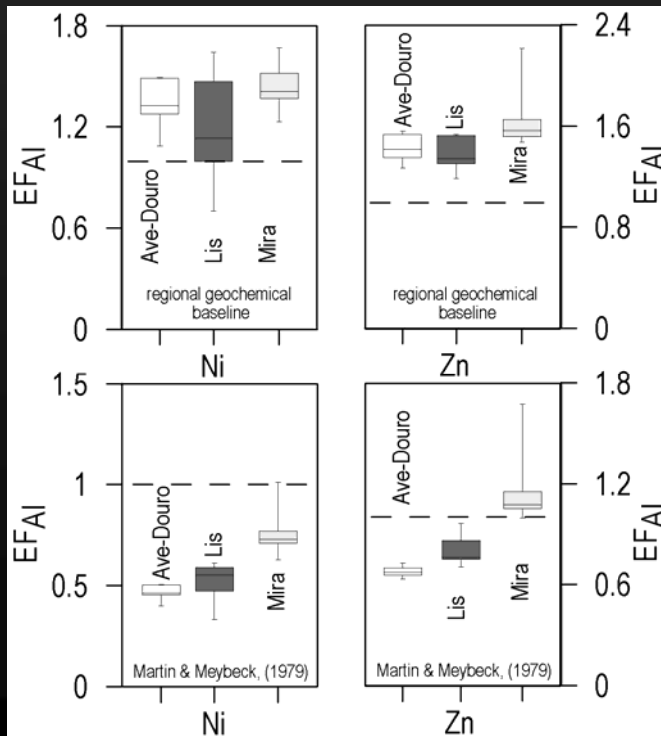 1.8
1.2
0.6
0
EFAl
Ave-Douro
Lis
Mira
regional geochemical
baseline
Ni
2.4
1.6
0.8
0
EFAl
Ave-Douro
Lis
Mira
regional geochemical
baseline
Zn
1.5
1
0.5
0
EFAl
Ave-Douro
Lis
Mira
Martin & Meybeck, (1979)
Ni
1.8
1.2
0.6
0
EFAl
Ave-Douro
Lis
Mira
Martin & Meybeck, (1979)
Zn